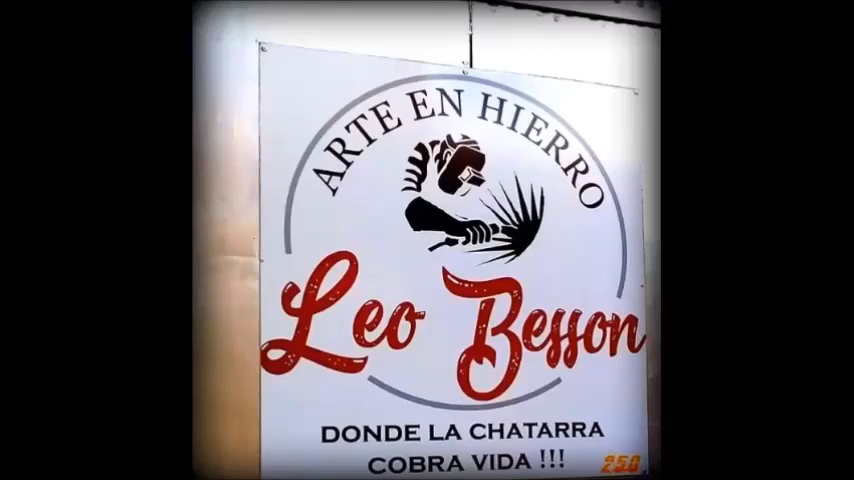 ARTE EN HIERRO
Leo Besson
DONDE LA CHATARRA
COBRA VIDA !!!
250